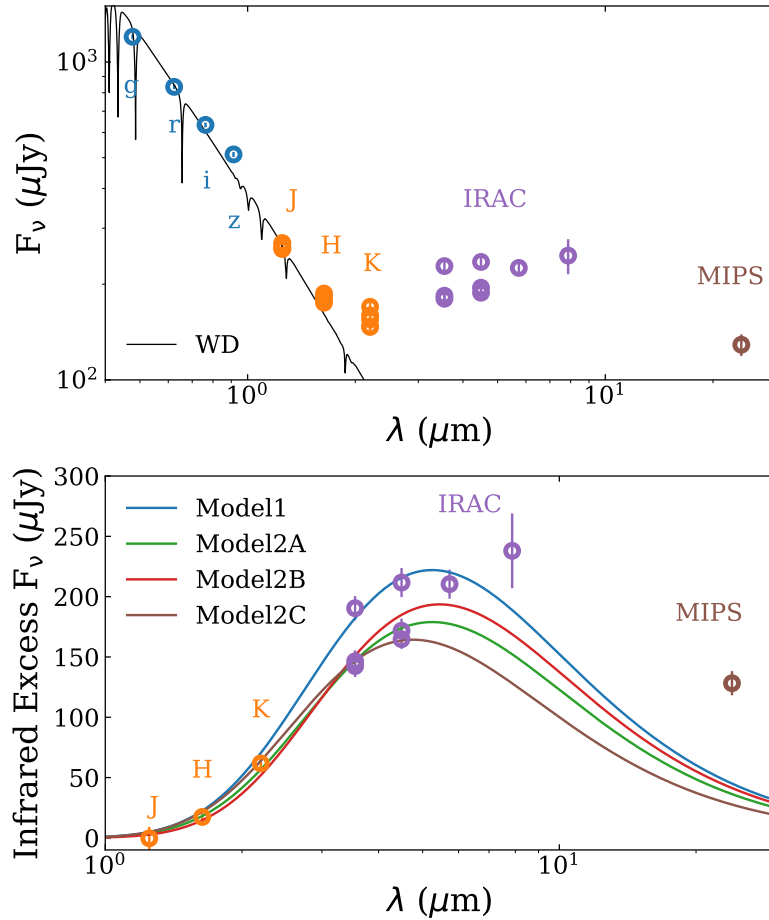 10³
F_ν (μJy)
g
r
i
z
J
H
K
IRAC
MIPS
WD
10²
10⁰
10¹
λ (μm)
300
250
200
150
100
50
0
Infrared Excess F_ν (μJy)
Model1
Model2A
Model2B
Model2C
IRAC
MIPS
K
H
J
10⁰
10¹
λ (μm)